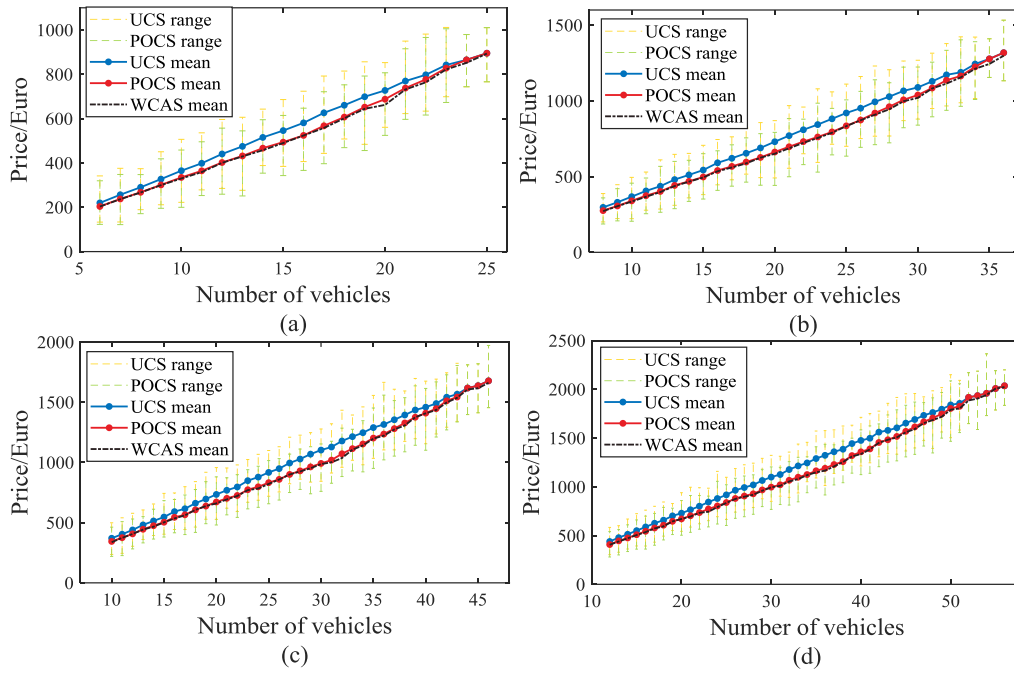 1000
800
600
400
200
0
Price/Euro
UCS range
POCS range
UCS mean
POCS mean
WCAS mean
5 10 15 20 25
Number of vehicles
(a)
1500
1000
500
0
Price/Euro
UCS range
POCS range
UCS mean
POCS mean
WCAS mean
10 15 20 25 30 35
Number of vehicles
(b)
2000
1500
1000
500
0
Price/Euro
UCS range
POCS range
UCS mean
POCS mean
WCAS mean
10 15 20 25 30 35 40 45
Number of vehicles
(c)
2500
2000
1500
1000
500
0
Price/Euro
UCS range
POCS range
UCS mean
POCS mean
WCAS mean
10 20 30 40 50
Number of vehicles
(d)